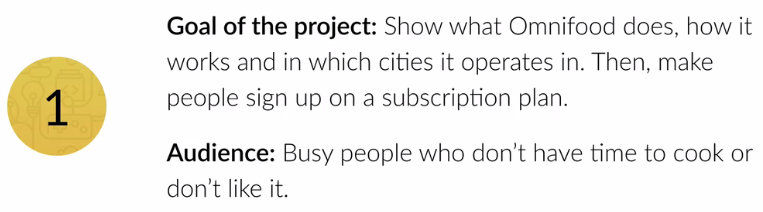 1
Goal of the project: Show what Omnifood does, how it
works and in which cities it operates in. Then, make
people sign up on a subscription plan.
Audience: Busy people who don't have time to cook or
don't like it.